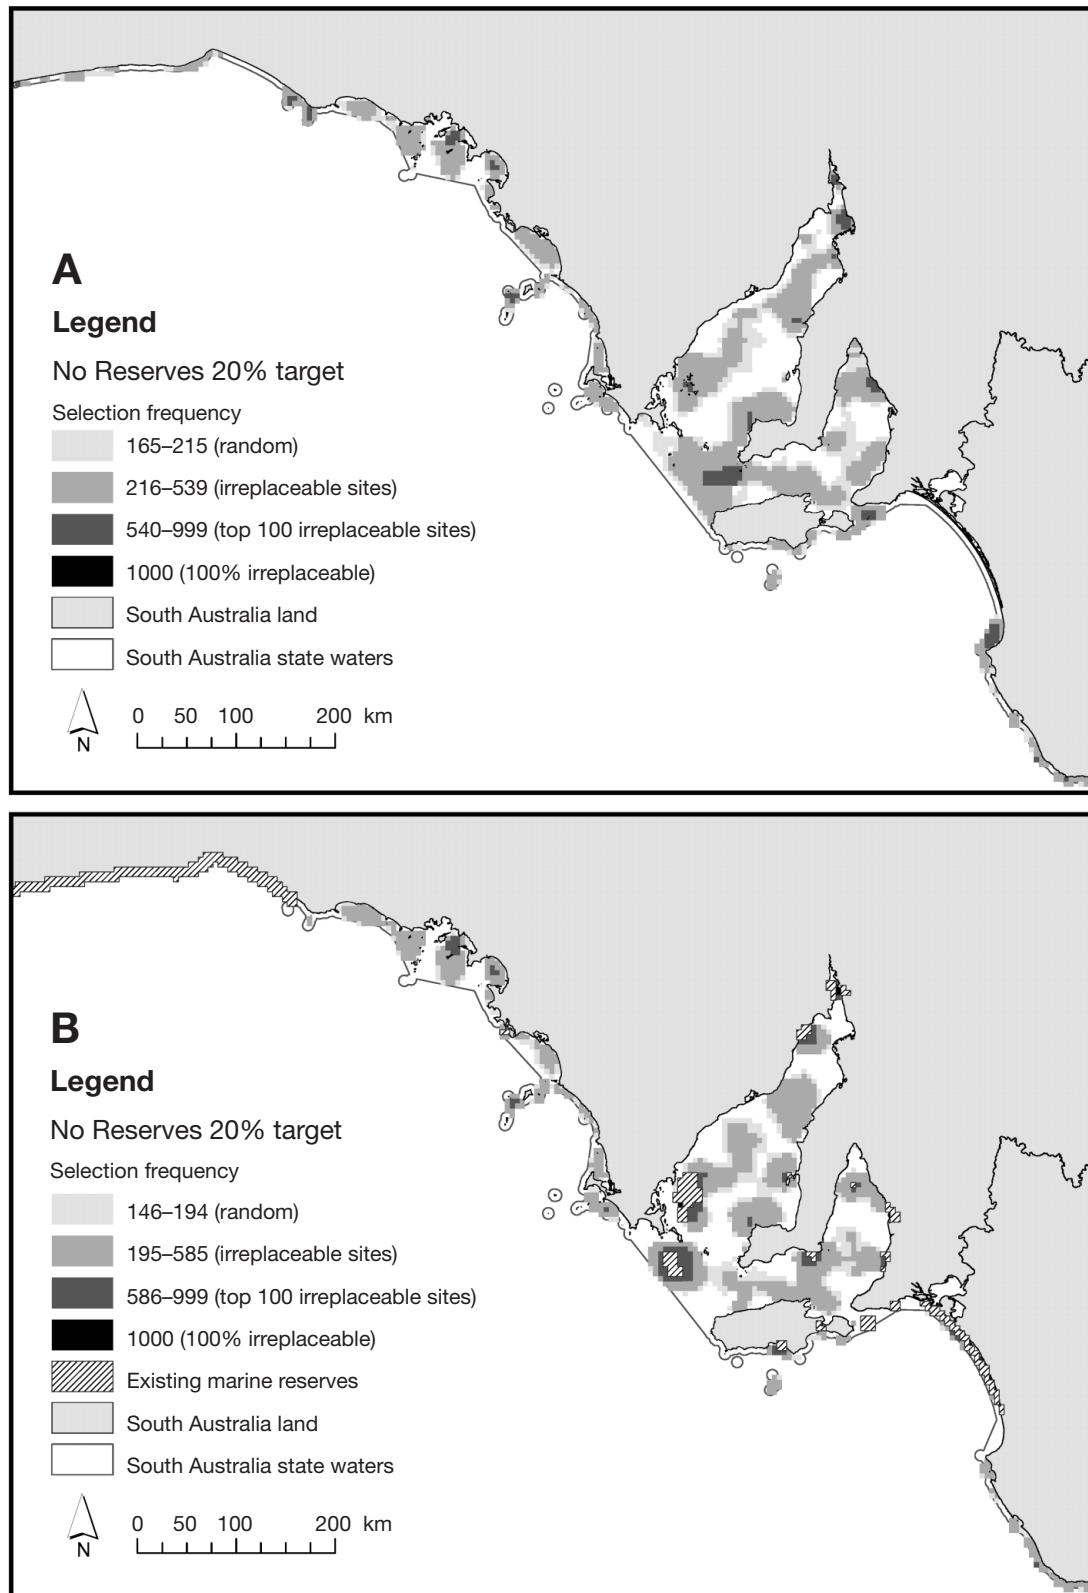 A
Legend
No Reserves 20% target
Selection frequency
165–215 (random)
216–539 (irreplaceable sites)
540–999 (top 100 irreplaceable sites)
1000 (100% irreplaceable)
South Australia land
South Australia state waters
0 50 100 200 km
N
B
Legend
No Reserves 20% target
Selection frequency
146–194 (random)
195–585 (irreplaceable sites)
586–999 (top 100 irreplaceable sites)
1000 (100% irreplaceable)
Existing marine reserves
South Australia land
South Australia state waters
0 50 100 200 km
N